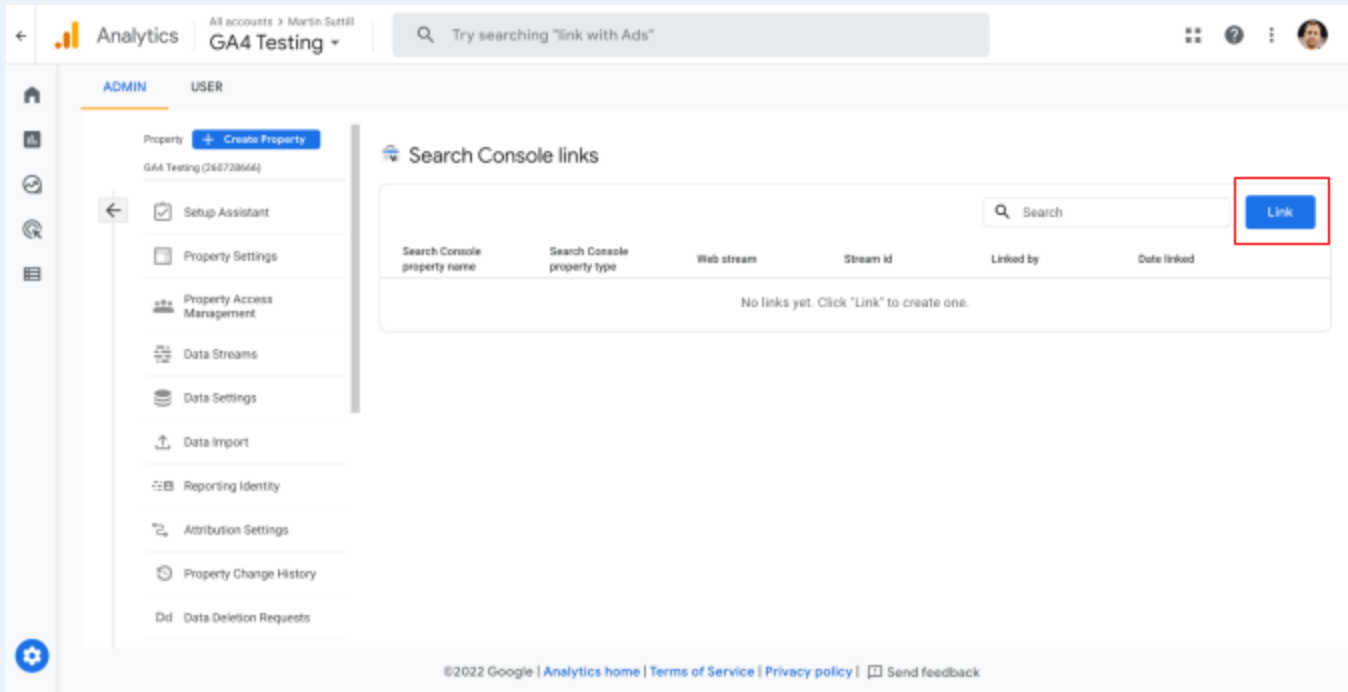 All accounts > Martin Suttill
Analytics
GA4 Testing
Try searching "link with Ads"
ADMIN
USER
Property
+ Create Property
GA4 Testing (260728666)
Setup Assistant
Property Settings
Property Access
Management
Data Streams
Data Settings
Data Import
Reporting Identity
Attribution Settings
Property Change History
Dd Data Deletion Requests
Search Console links
Search
Link
Search Console
property name
Search Console
property type
Web stream
Stream id
Linked by
Date linked
No links yet. Click "Link" to create one.
©2022 Google | Analytics home | Terms of Service | Privacy policy | Send feedback